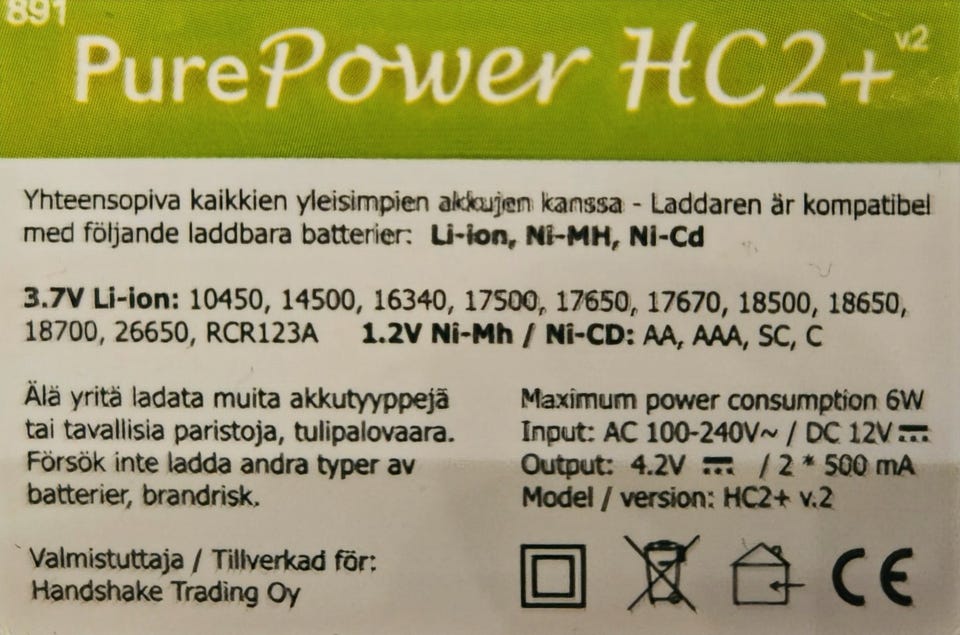 891
PurePower HC2+ v.2
Yhteensopiva kaikkien yleisimpien akkujen kanssa - Laddaren är kompatibel
med följande laddbara batterier: Li-ion, Ni-MH, Ni-Cd
3.7V Li-ion: 10450, 14500, 16340, 17500, 17650, 17670, 18500, 18650,
18700, 26650, RCR123A 1.2V Ni-Mh / Ni-CD: AA, AAA, SC, C
Älä yritä ladata muita akkutyyppejä
tai tavallisia paristoja, tulipalovaara.
Försök inte ladda andra typer av
batterier, brandrisk.
Maximum power consumption 6W
Input: AC 100-240V~ / DC 12V⎓
Output: 4.2V ⎓ / 2 * 500 mA
Model / version: HC2+ v.2
Valmistuttaja / Tillverkad för:
Handshake Trading Oy
CE